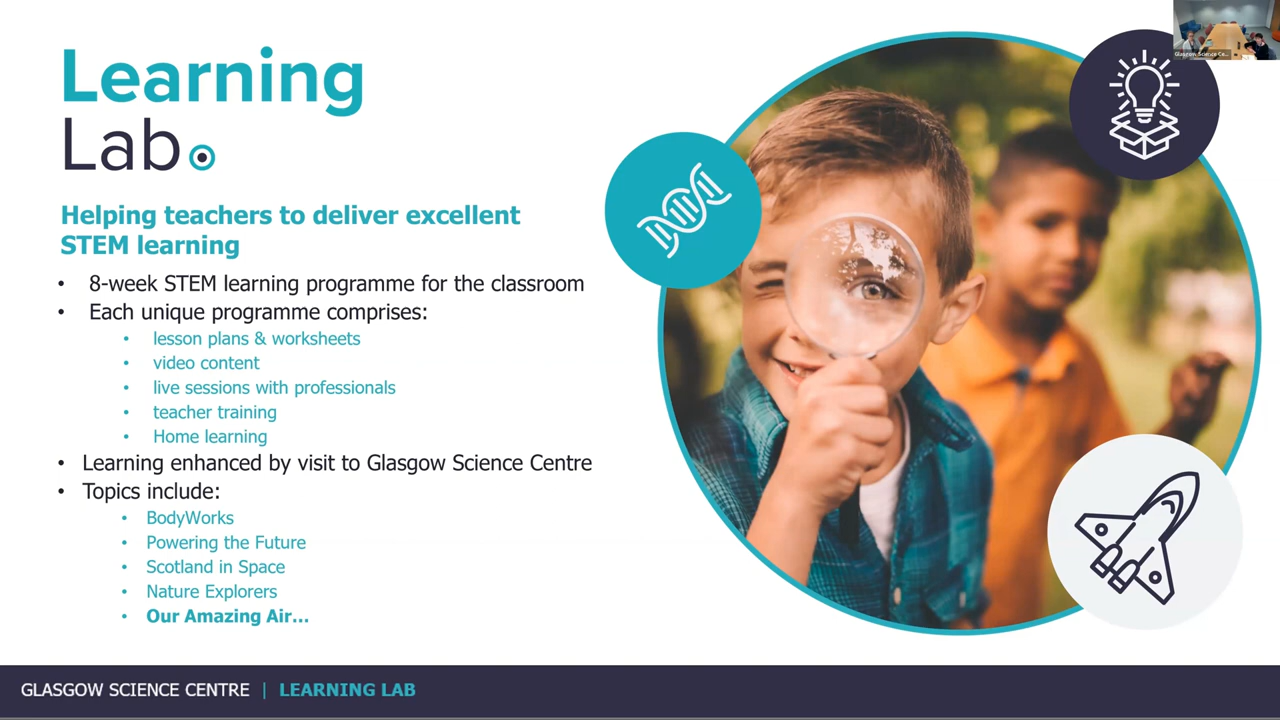 Learning
Lab
Helping teachers to deliver excellent
STEM learning
• 8-week STEM learning programme for the classroom
• Each unique programme comprises:
• lesson plans & worksheets
• video content
• live sessions with professionals
• teacher training
• Home learning
• Learning enhanced by visit to Glasgow Science Centre
• Topics include:
• BodyWorks
• Powering the Future
• Scotland in Space
• Nature Explorers
• Our Amazing Air...
GLASGOW SCIENCE CENTRE | LEARNING LAB
Glasgow Science Ce...